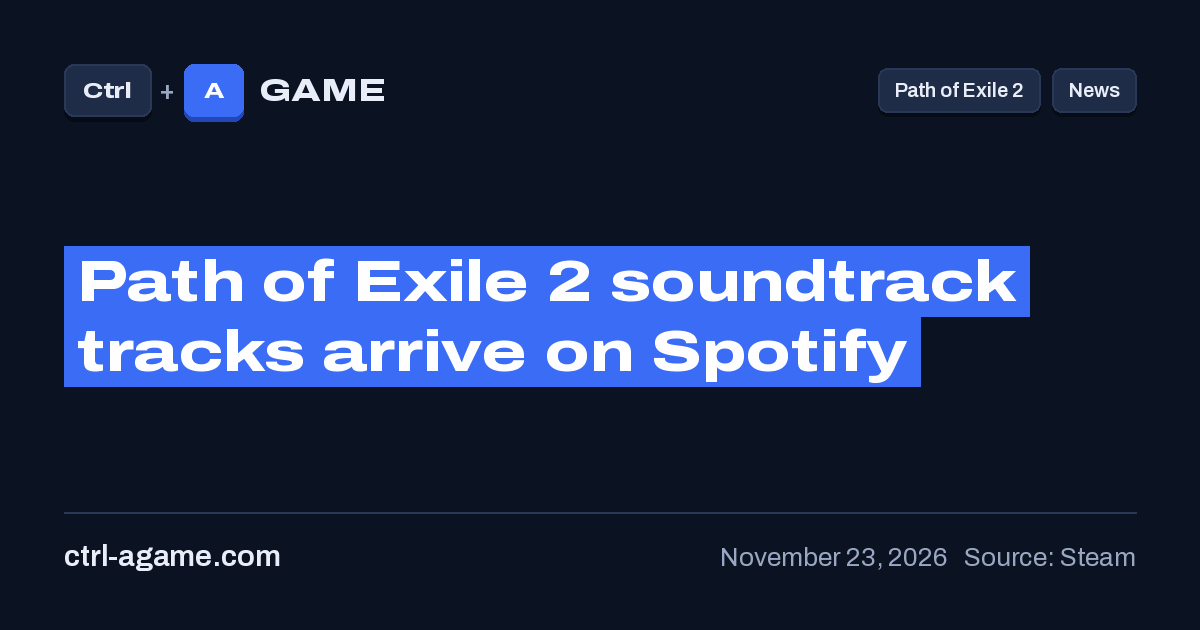 Ctrl + A GAME
Path of Exile 2 News
Path of Exile 2 soundtrack
tracks arrive on Spotify
ctrl-agame.com
November 23, 2026 Source: Steam